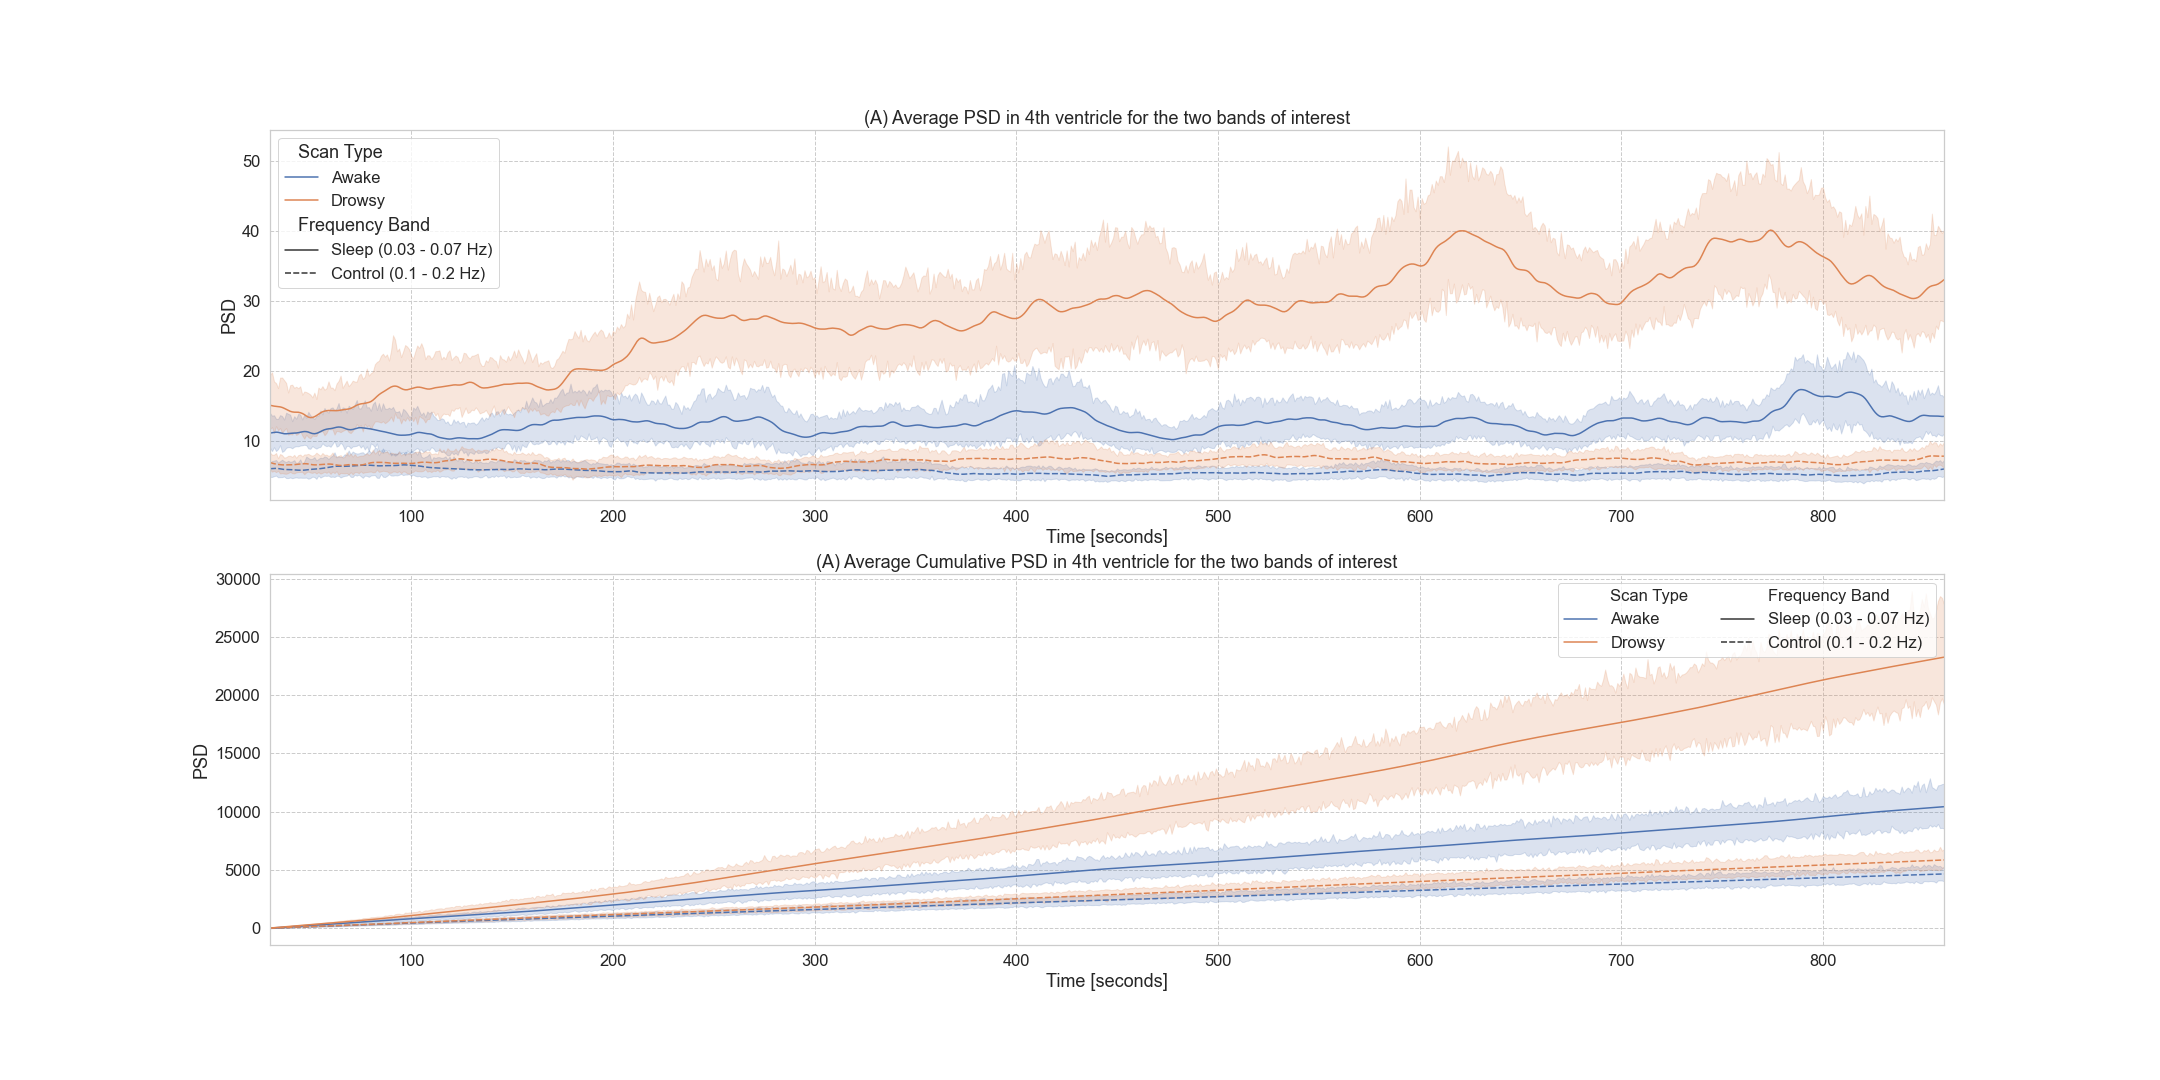 (A) Average PSD in 4th ventricle for the two bands of interest
Scan Type
Awake
Drowsy
Frequency Band
Sleep (0.03 - 0.07 Hz)
Control (0.1 - 0.2 Hz)
PSD
50
40
30
20
10
100 200 300 400 500 600 700 800
Time [seconds]
(A) Average Cumulative PSD in 4th ventricle for the two bands of interest
Scan Type Frequency Band
Awake Sleep (0.03 - 0.07 Hz)
Drowsy Control (0.1 - 0.2 Hz)
PSD
30000
25000
20000
15000
10000
5000
0
100 200 300 400 500 600 700 800
Time [seconds]